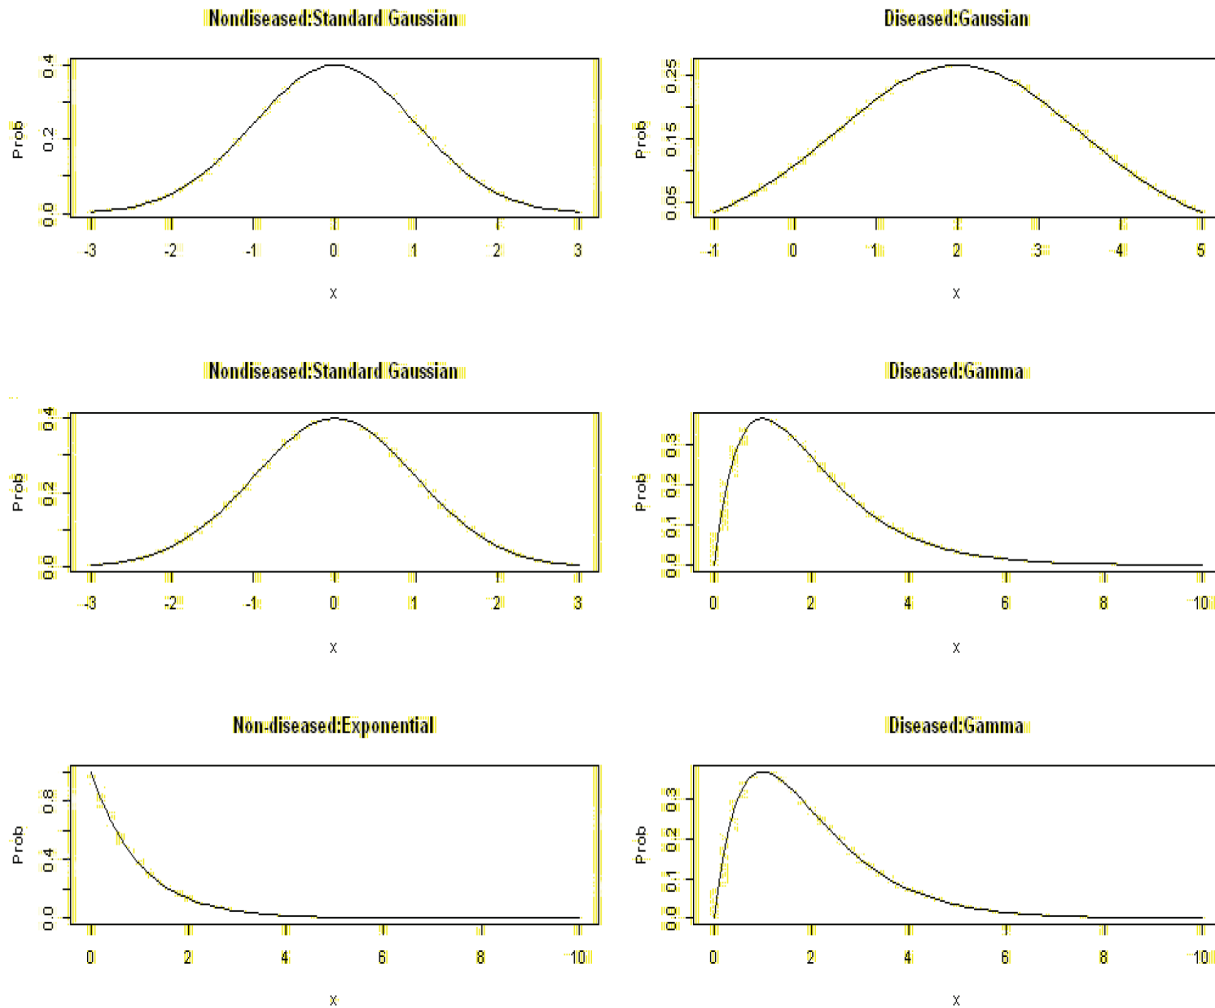 Nondiseased:Standard Gaussian
Prob
0.0 0.2 0.4
-3 -2 -1 0 1 2 3
X
Diseased:Gaussian
Prob
0.05 0.15 0.25
-1 0 1 2 3 4 5
X
Nondiseased:Standard Gaussian
Prob
0.0 0.2 0.4
-3 -2 -1 0 1 2 3
X
Diseased:Gamma
Prob
0.0 0.1 0.2 0.3
0 2 4 6 8 10
X
Non-diseased:Exponential
Prob
0.0 0.4 0.8
0 2 4 6 8 10
X
Diseased:Gamma
Prob
0.0 0.1 0.2 0.3
0 2 4 6 8 10
X